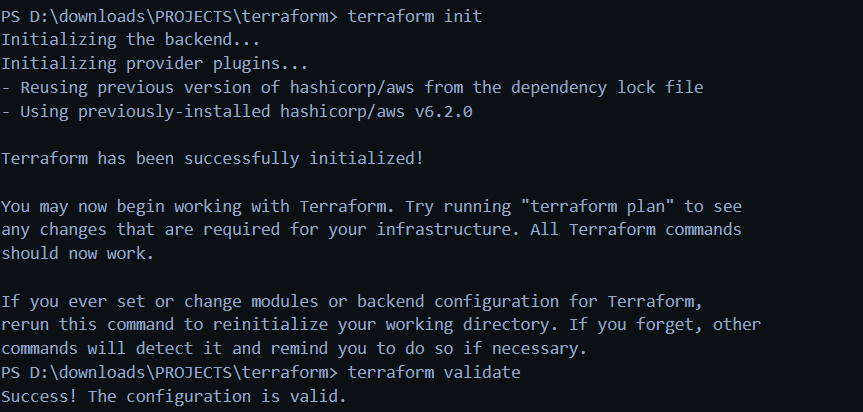 PS D:\downloads\PROJECTS\terraform> terraform init
Initializing the backend...
Initializing provider plugins...
- Reusing previous version of hashicorp/aws from the dependency lock file
- Using previously-installed hashicorp/aws v6.2.0

Terraform has been successfully initialized!

You may now begin working with Terraform. Try running "terraform plan" to see
any changes that are required for your infrastructure. All Terraform commands
should now work.

If you ever set or change modules or backend configuration for Terraform,
rerun this command to reinitialize your working directory. If you forget, other
commands will detect it and remind you to do so if necessary.
PS D:\downloads\PROJECTS\terraform> terraform validate
Success! The configuration is valid.